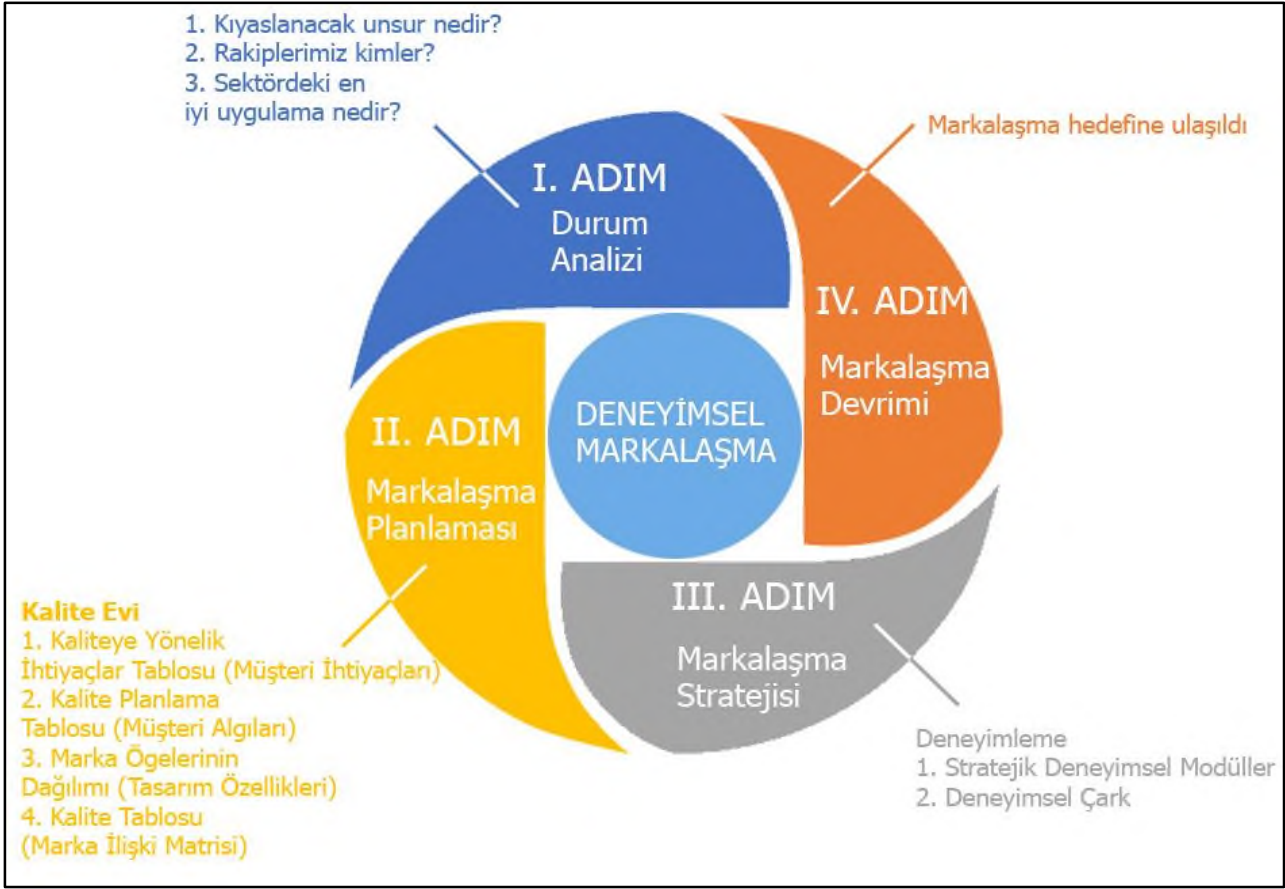 1. Kıyaslanacak unsur nedir?
2. Rakiplerimiz kimler?
3. Sektördeki en
iyi uygulama nedir?
Markalaşma hedefine ulaşıldı
I. ADIM
Durum
Analizi
IV. ADIM
Markalaşma
Devrimi
DENEYİMSEL
MARKALAŞMA
II. ADIM
Markalaşma
Planlaması
III. ADIM
Markalaşma
Stratejisi
Kalite Evi
1. Kaliteye Yönelik
İhtiyaçlar Tablosu (Müşteri İhtiyaçları)
2. Kalite Planlama
Tablosu (Müşteri Algıları)
3. Marka Ögelerinin
Dağılımı (Tasarım Özellikleri)
4. Kalite Tablosu
(Marka İlişki Matrisi)
Deneyimleme
1. Stratejik Deneyimsel Modüller
2. Deneyimsel Çark